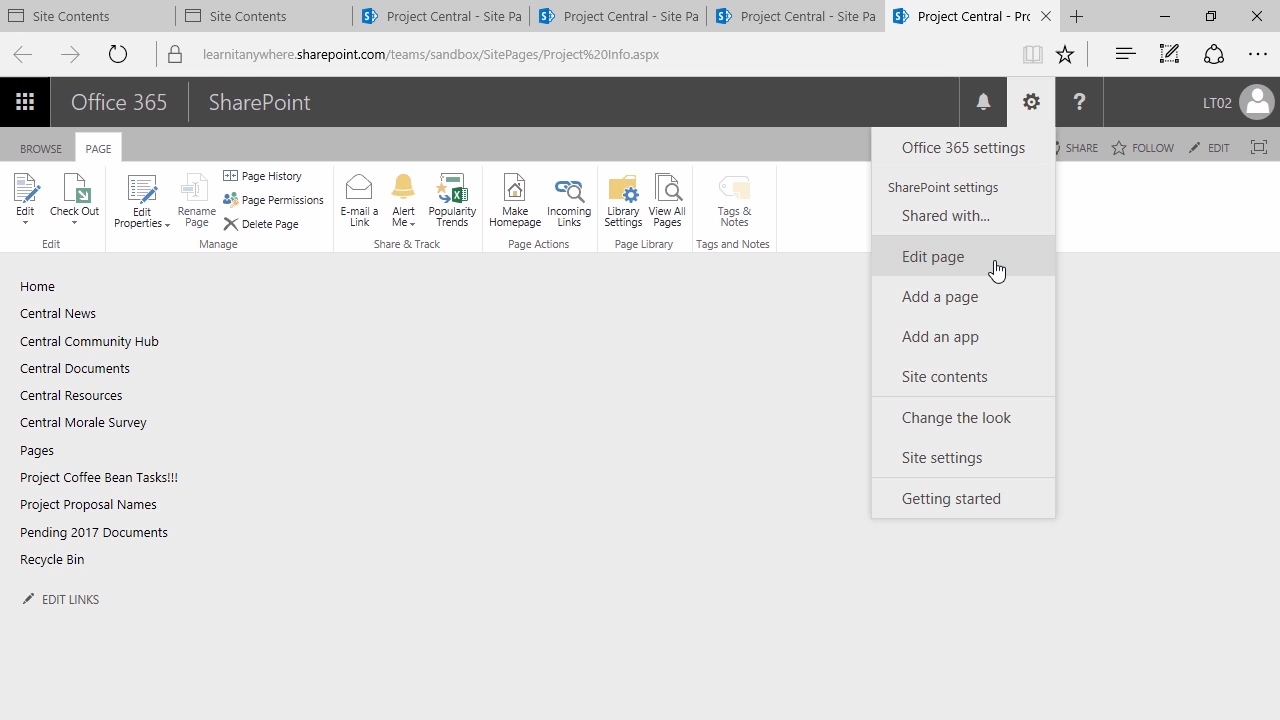 Site Contents
Site Contents
Project Central - Site Pa
Project Central - Site Pa
Project Central - Site Pa
Project Central - Prc
learnitanywhere.sharepoint.com/teams/sandbox/SitePages/Project%20Info.aspx
Office 365
SharePoint
?
LT02
BROWSE
PAGE
SHARE
FOLLOW
EDIT
Edit
Check Out
Edit
Edit
Properties
Rename
Page
Page History
Page Permissions
Delete Page
Manage
E-mail a
Link
Alert
Me
Popularity
Trends
Share & Track
Make
Homepage
Incoming
Links
Page Actions
Library
Settings
View All
Pages
Page Library
Tags &
Notes
Tags and Notes
Office 365 settings
SharePoint settings
Shared with...
Edit page
Add a page
Add an app
Site contents
Change the look
Site settings
Getting started
Home
Central News
Central Community Hub
Central Documents
Central Resources
Central Morale Survey
Pages
Project Coffee Bean Tasks!!!
Project Proposal Names
Pending 2017 Documents
Recycle Bin
EDIT LINKS